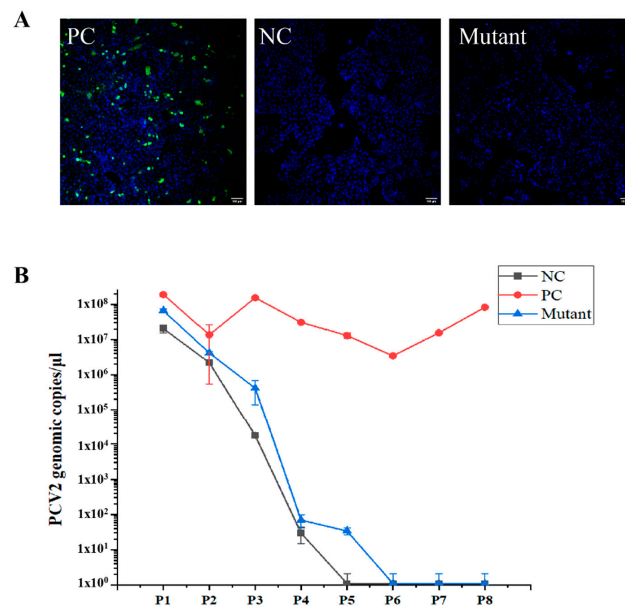 A
PC
NC
Mutant
B
NC
PC
Mutant
PCV2 genomic copies/μl
1x10⁸
1x10⁷
1x10⁶
1x10⁵
1x10⁴
1x10³
1x10²
1x10¹
1x10⁰
P1 P2 P3 P4 P5 P6 P7 P8